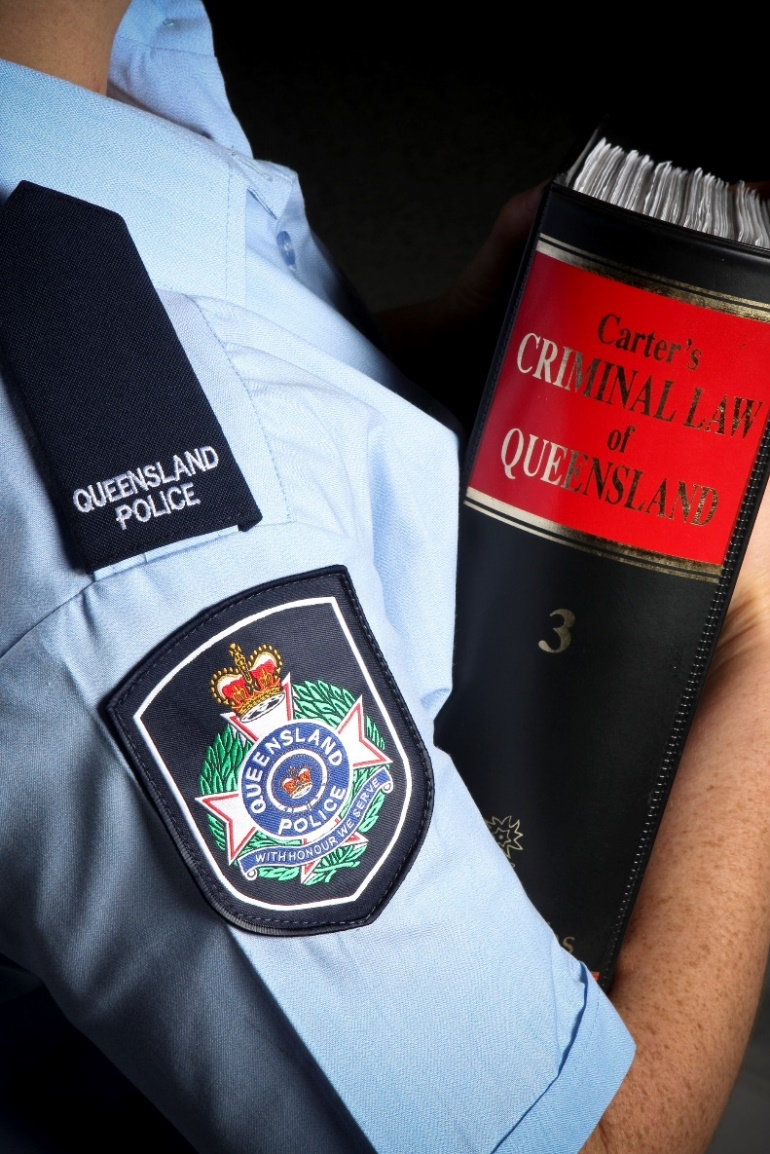 QUEENSLAND
POLICE
QUEENSLAND
POLICE
WITH HONOUR WE SERVE
Carter's
CRIMINAL LAW
of
QUEENSLAND
3